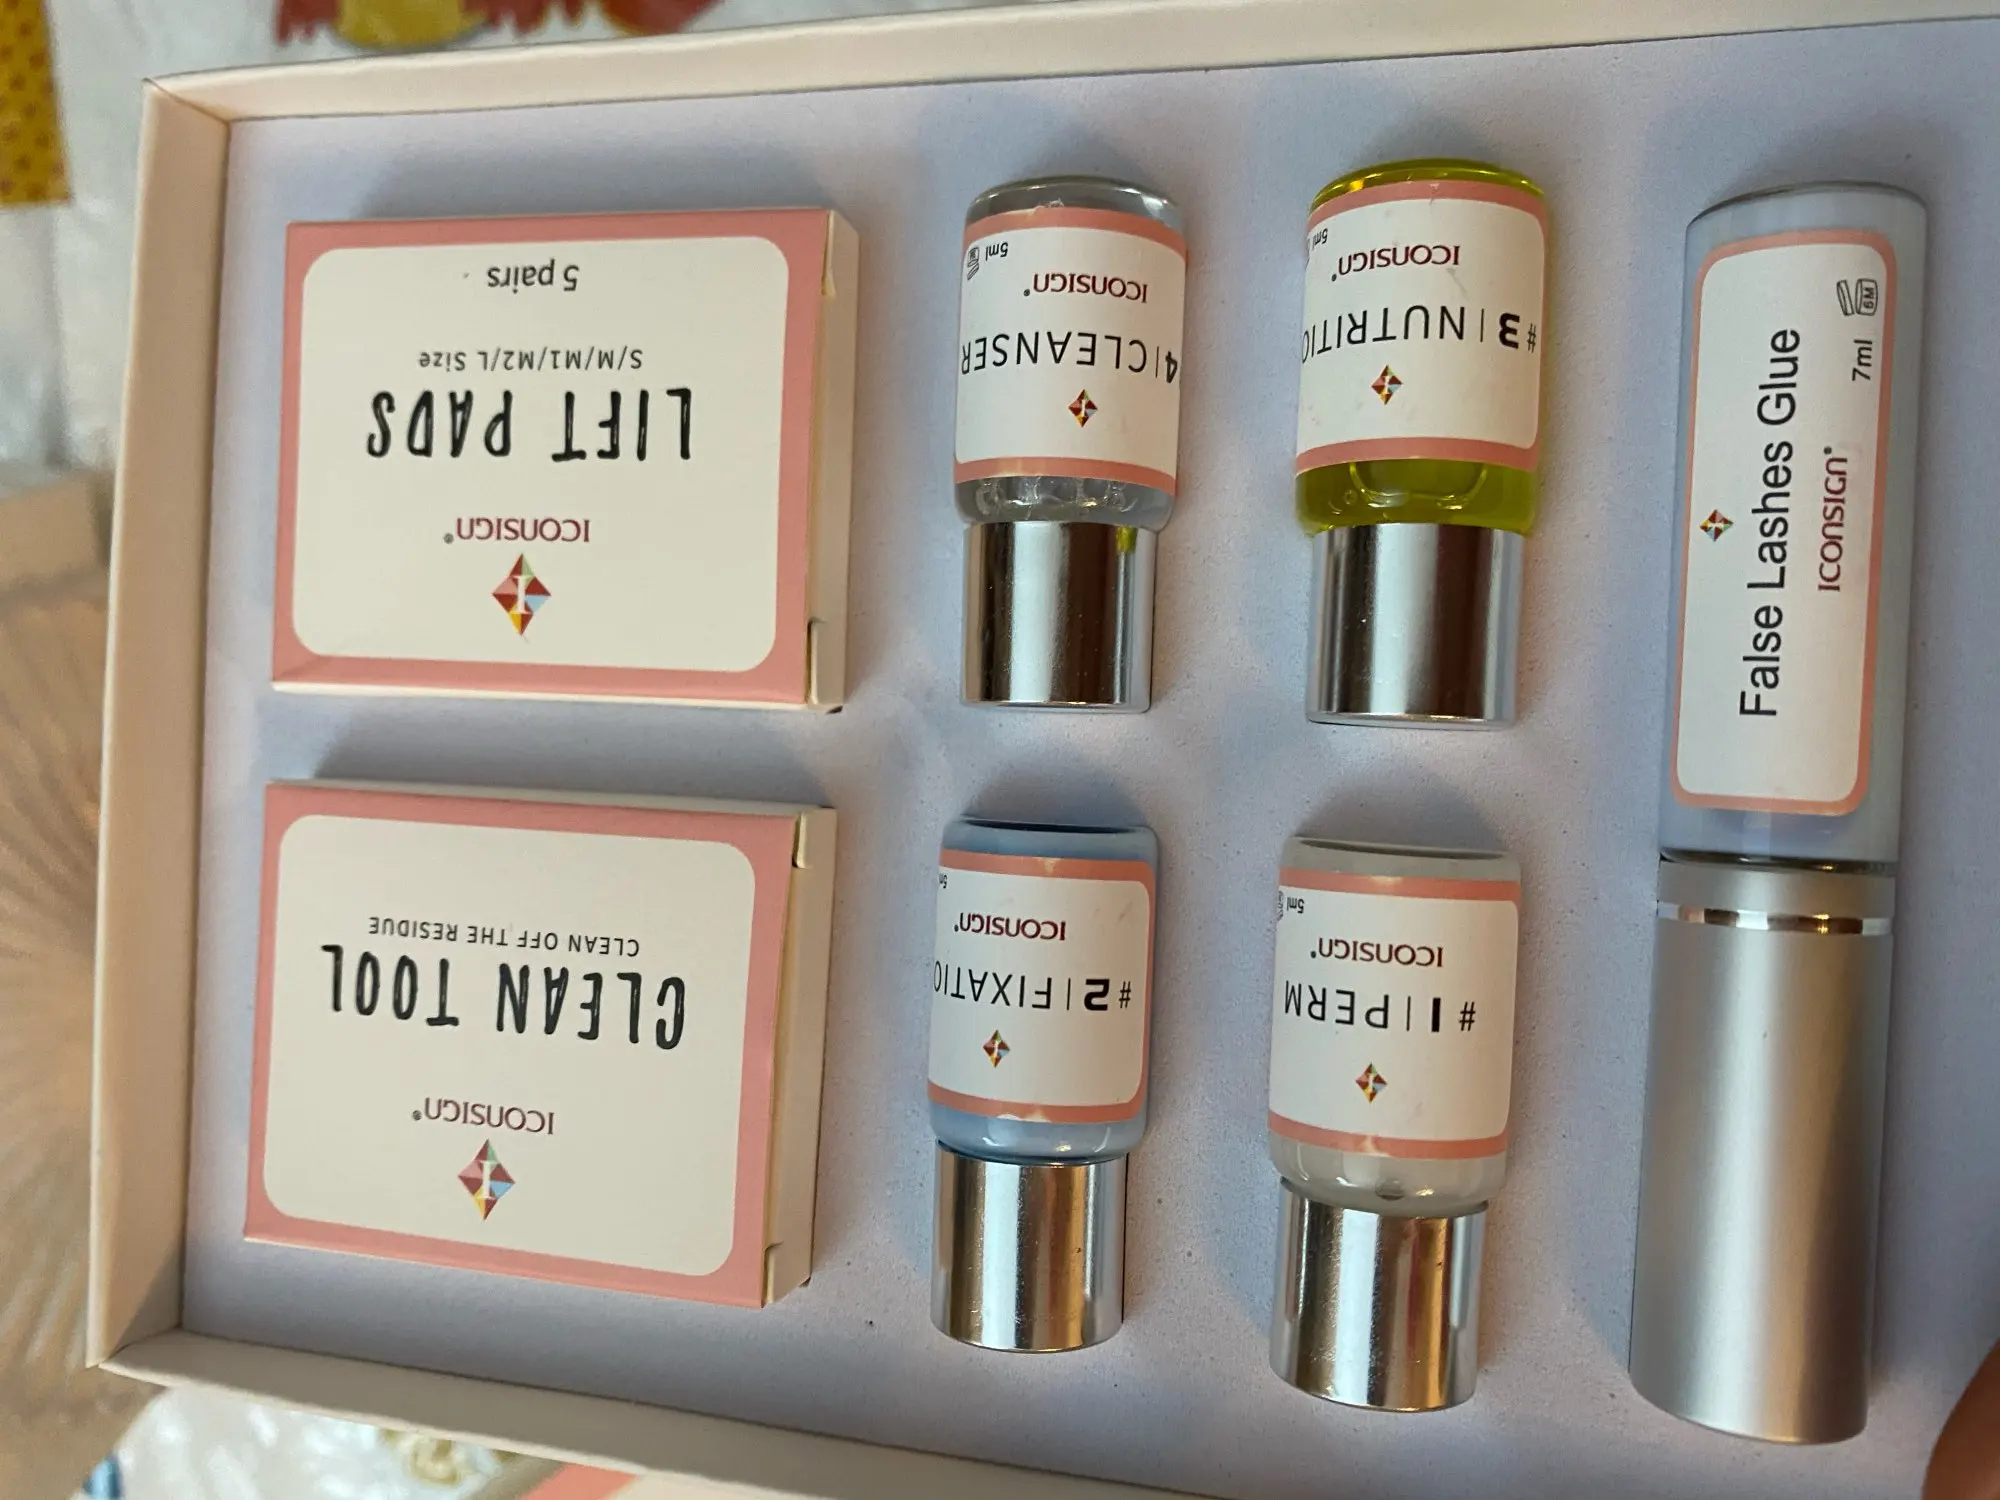 5 pairs
S/M/M1/M2/L Size
LIFT PADS
ICONSIGN®
I
CLEAN OFF THE RESIDUE
CLEAN TOOL
ICONSIGN®
I
5ml
ICONSIGN®
4 | CLEANSER
5ml
ICONSIGN®
#3 | NUTRITIO
ICONSIGN®
#2 | FIXATIO
5ml
ICONSIGN®
#1 | PERM
False Lashes Glue
ICONSIGN®
7ml
6M